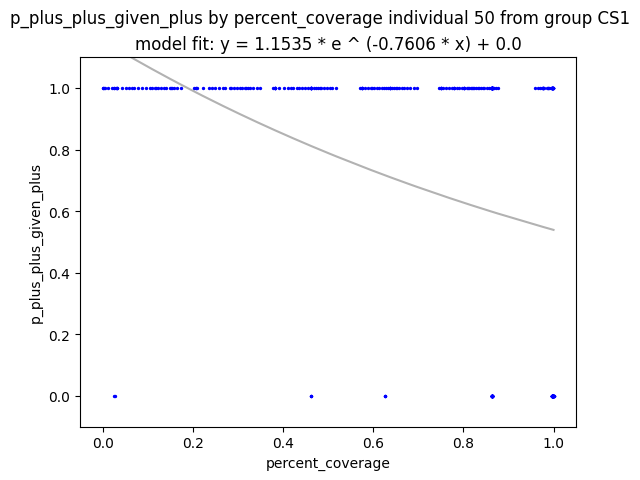 p_plus_plus_given_plus by percent_coverage individual 50 from group CS1
model fit: y = 1.1535 * e ^ (-0.7606 * x) + 0.0
p_plus_plus_given_plus
1.0
0.8
0.6
0.4
0.2
0.0
0.0 0.2 0.4 0.6 0.8 1.0
percent_coverage